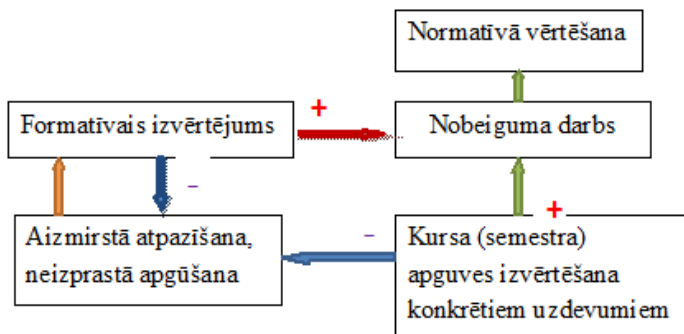 Normatīvā vērtēšana
+
Formatīvais izvērtējums
Nobeiguma darbs
–
Aizmirstā atpazīšana,
neizprastā apgūšana
–
+
Kursa (semestra)
apguves izvērtēšana
konkrētiem uzdevumiem